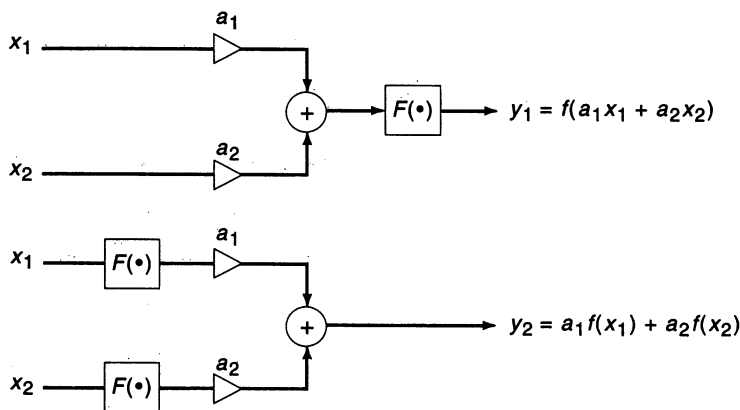 a₁
x₁
F(•) y₁ = f(a₁x₁ + a₂x₂)
+
a₂
x₂
a₁
x₁ F(•)
+ y₂ = a₁f(x₁) + a₂f(x₂)
a₂
x₂ F(•)